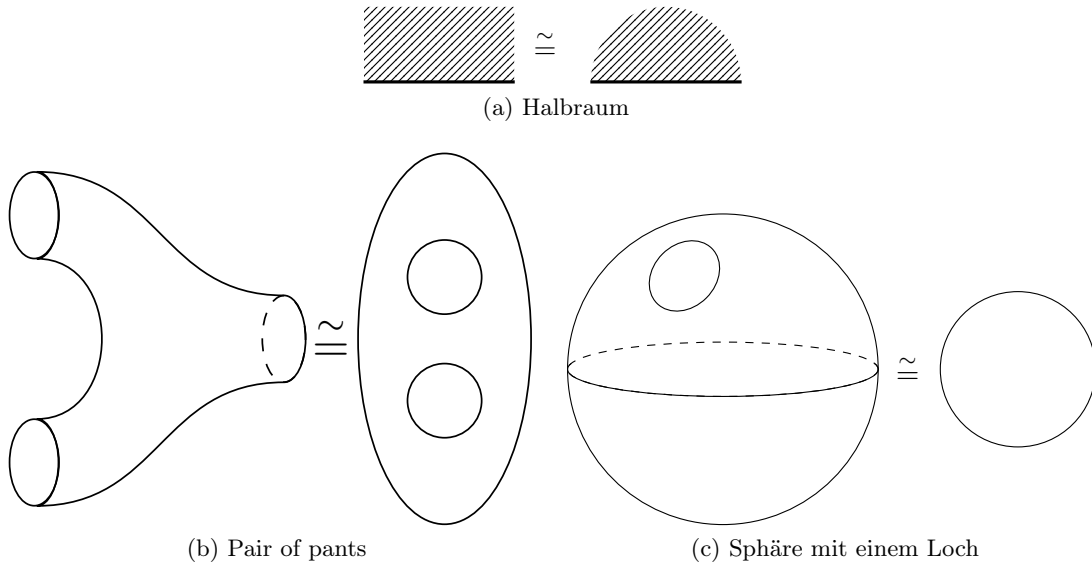 ≅
(a) Halbraum
≅
≅
(b) Pair of pants
(c) Sphäre mit einem Loch